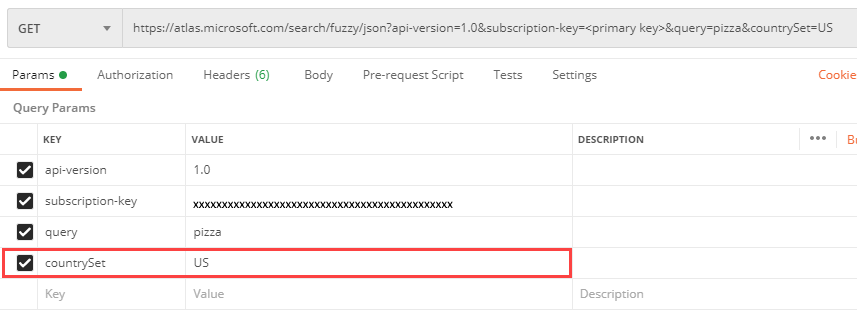 GET https://atlas.microsoft.com/search/fuzzy/json?api-version=1.0&subscription-key=<primary key>&query=pizza&countrySet=US
Params Authorization Headers (6) Body Pre-request Script Tests Settings Cookie
Query Params
KEY VALUE DESCRIPTION ••• Bu
api-version 1.0
subscription-key xxxxxxxxxxxxxxxxxxxxxxxxxxxxxxxxxxxxxxxxxxxxxx
query pizza
countrySet US
Key Value Description